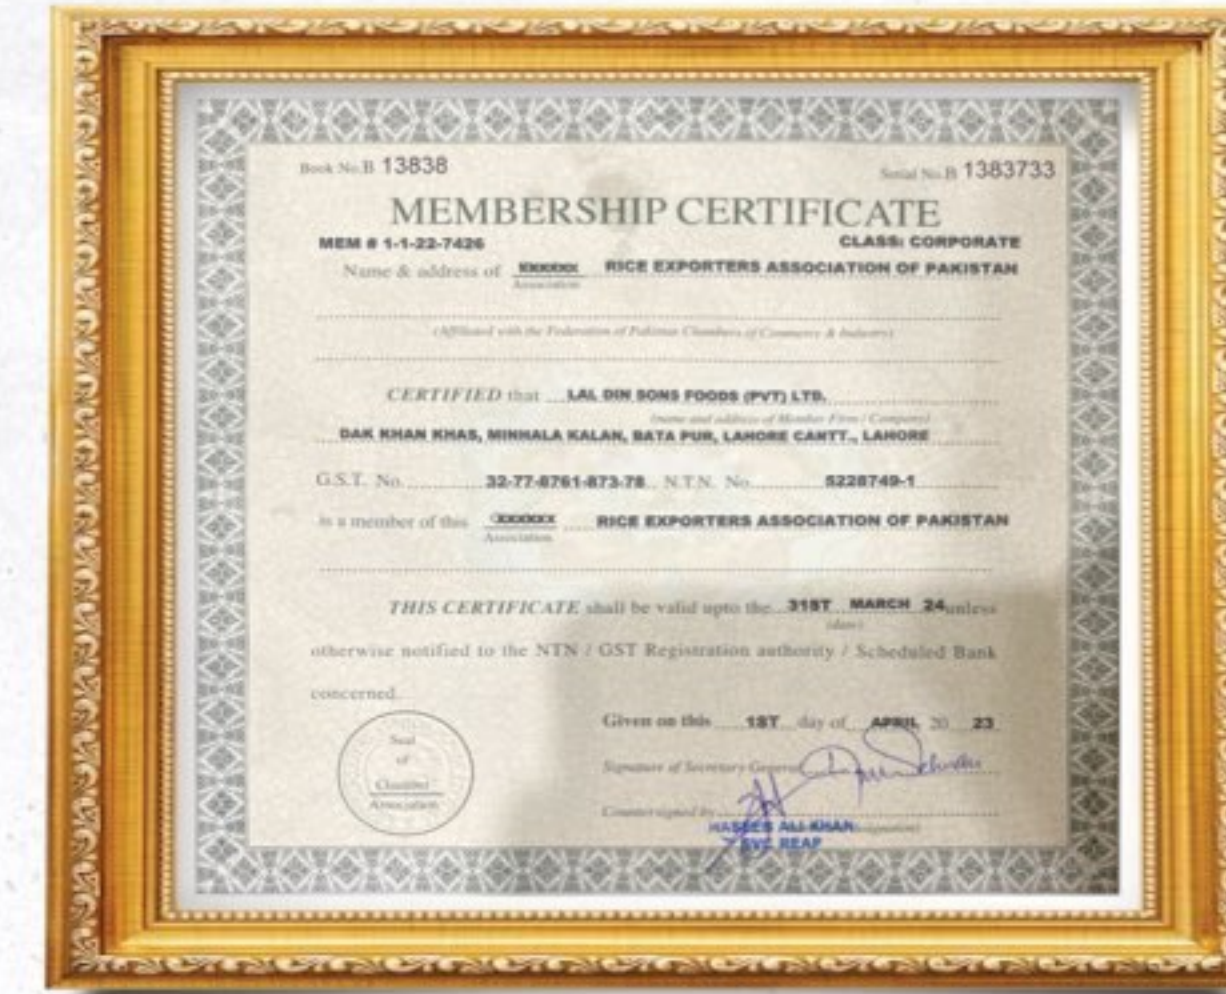 Book No.B 13838
Serial No.B 1383733
MEMBERSHIP CERTIFICATE
MEM # 1-1-22-7426
CLASS: CORPORATE
Name & address of xxxxxxx RICE EXPORTERS ASSOCIATION OF PAKISTAN
Association
(Affiliated with the Federation of Pakistan Chambers of Commerce & Industry)
CERTIFIED that LAL DIN SONS FOODS (PVT) LTD.
(name and address of Member Firm / Company)
DAK KHAN KHAS, MINHALA KALAN, BATA PUR, LAHORE CANTT., LAHORE
G.S.T. No. 32-77-8761-873-78 N.T.N. No. 5228749-1
is a member of this xxxxxxx RICE EXPORTERS ASSOCIATION OF PAKISTAN
Association
THIS CERTIFICATE shall be valid upto the 31ST MARCH 24 unless
(date)
otherwise notified to the NTN / GST Registration authority / Scheduled Bank
concerned.
Given on this 1ST day of APRIL 20 23
Seal
of
Chamber
Association
Signature of Secretary General
Countersigned by
HASEEB ALI KHAN
SVC REAP